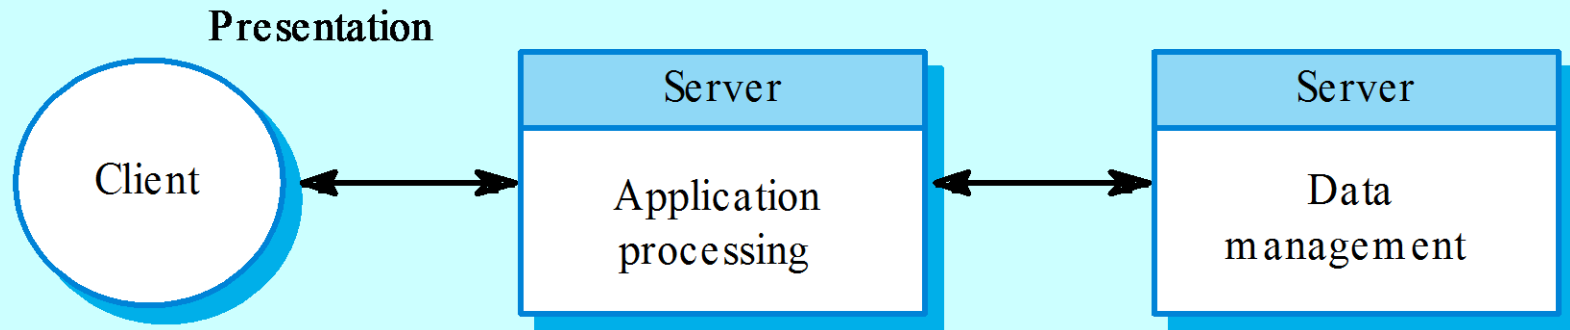 Presentation
Client
Server
Application
processing
Server
Data
management